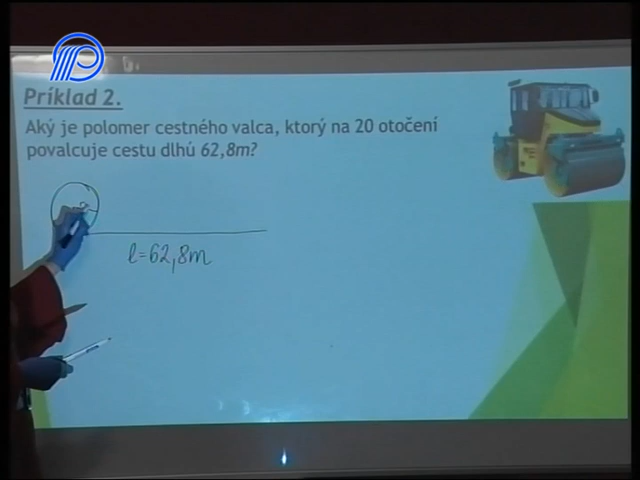 Príklad 2.
Aký je polomer cestného valca, ktorý na 20 otočení
povalcuje cestu dlhú 62,8m?
l=62,8m